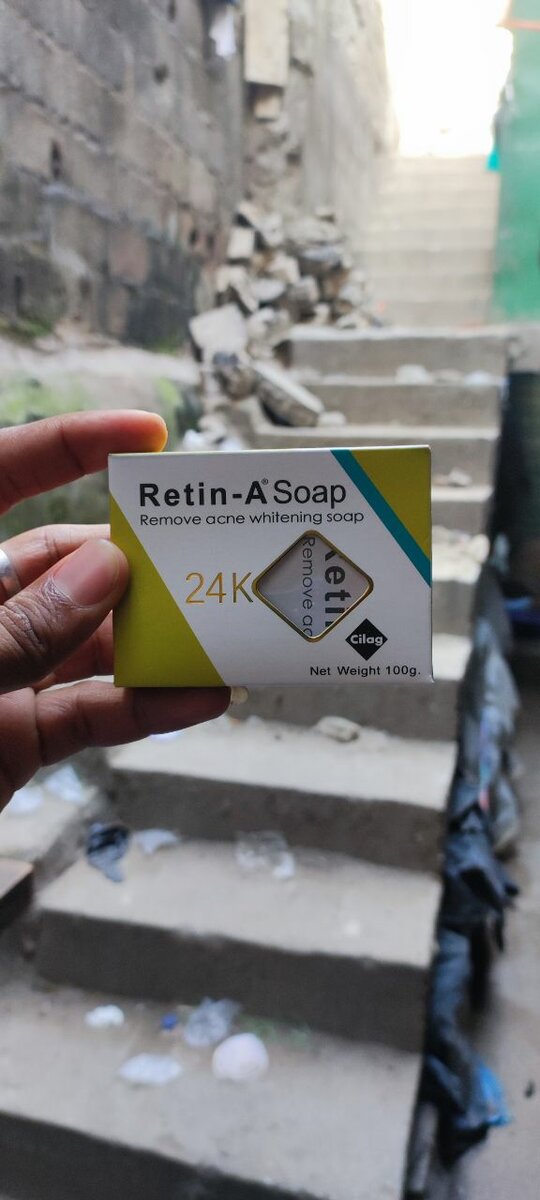 Retin-A® Soap
Remove acne whitening soap
24K
Reti
Remove ac
Cilag
Net Weight 100g.